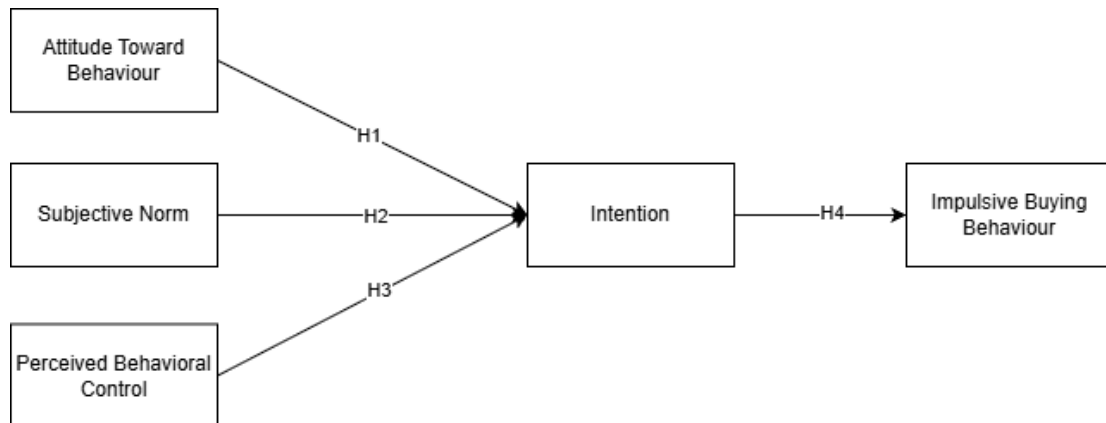 Attitude Toward
Behaviour
H1
Subjective Norm
H2
Intention
H4
Impulsive Buying
Behaviour
H3
Perceived Behavioral
Control